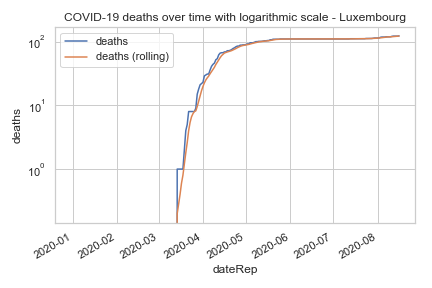 COVID-19 deaths over time with logarithmic scale - Luxembourg
deaths
deaths (rolling)
10²
10¹
10⁰
deaths
2020-01
2020-02
2020-03
2020-04
2020-05
2020-06
2020-07
2020-08
dateRep